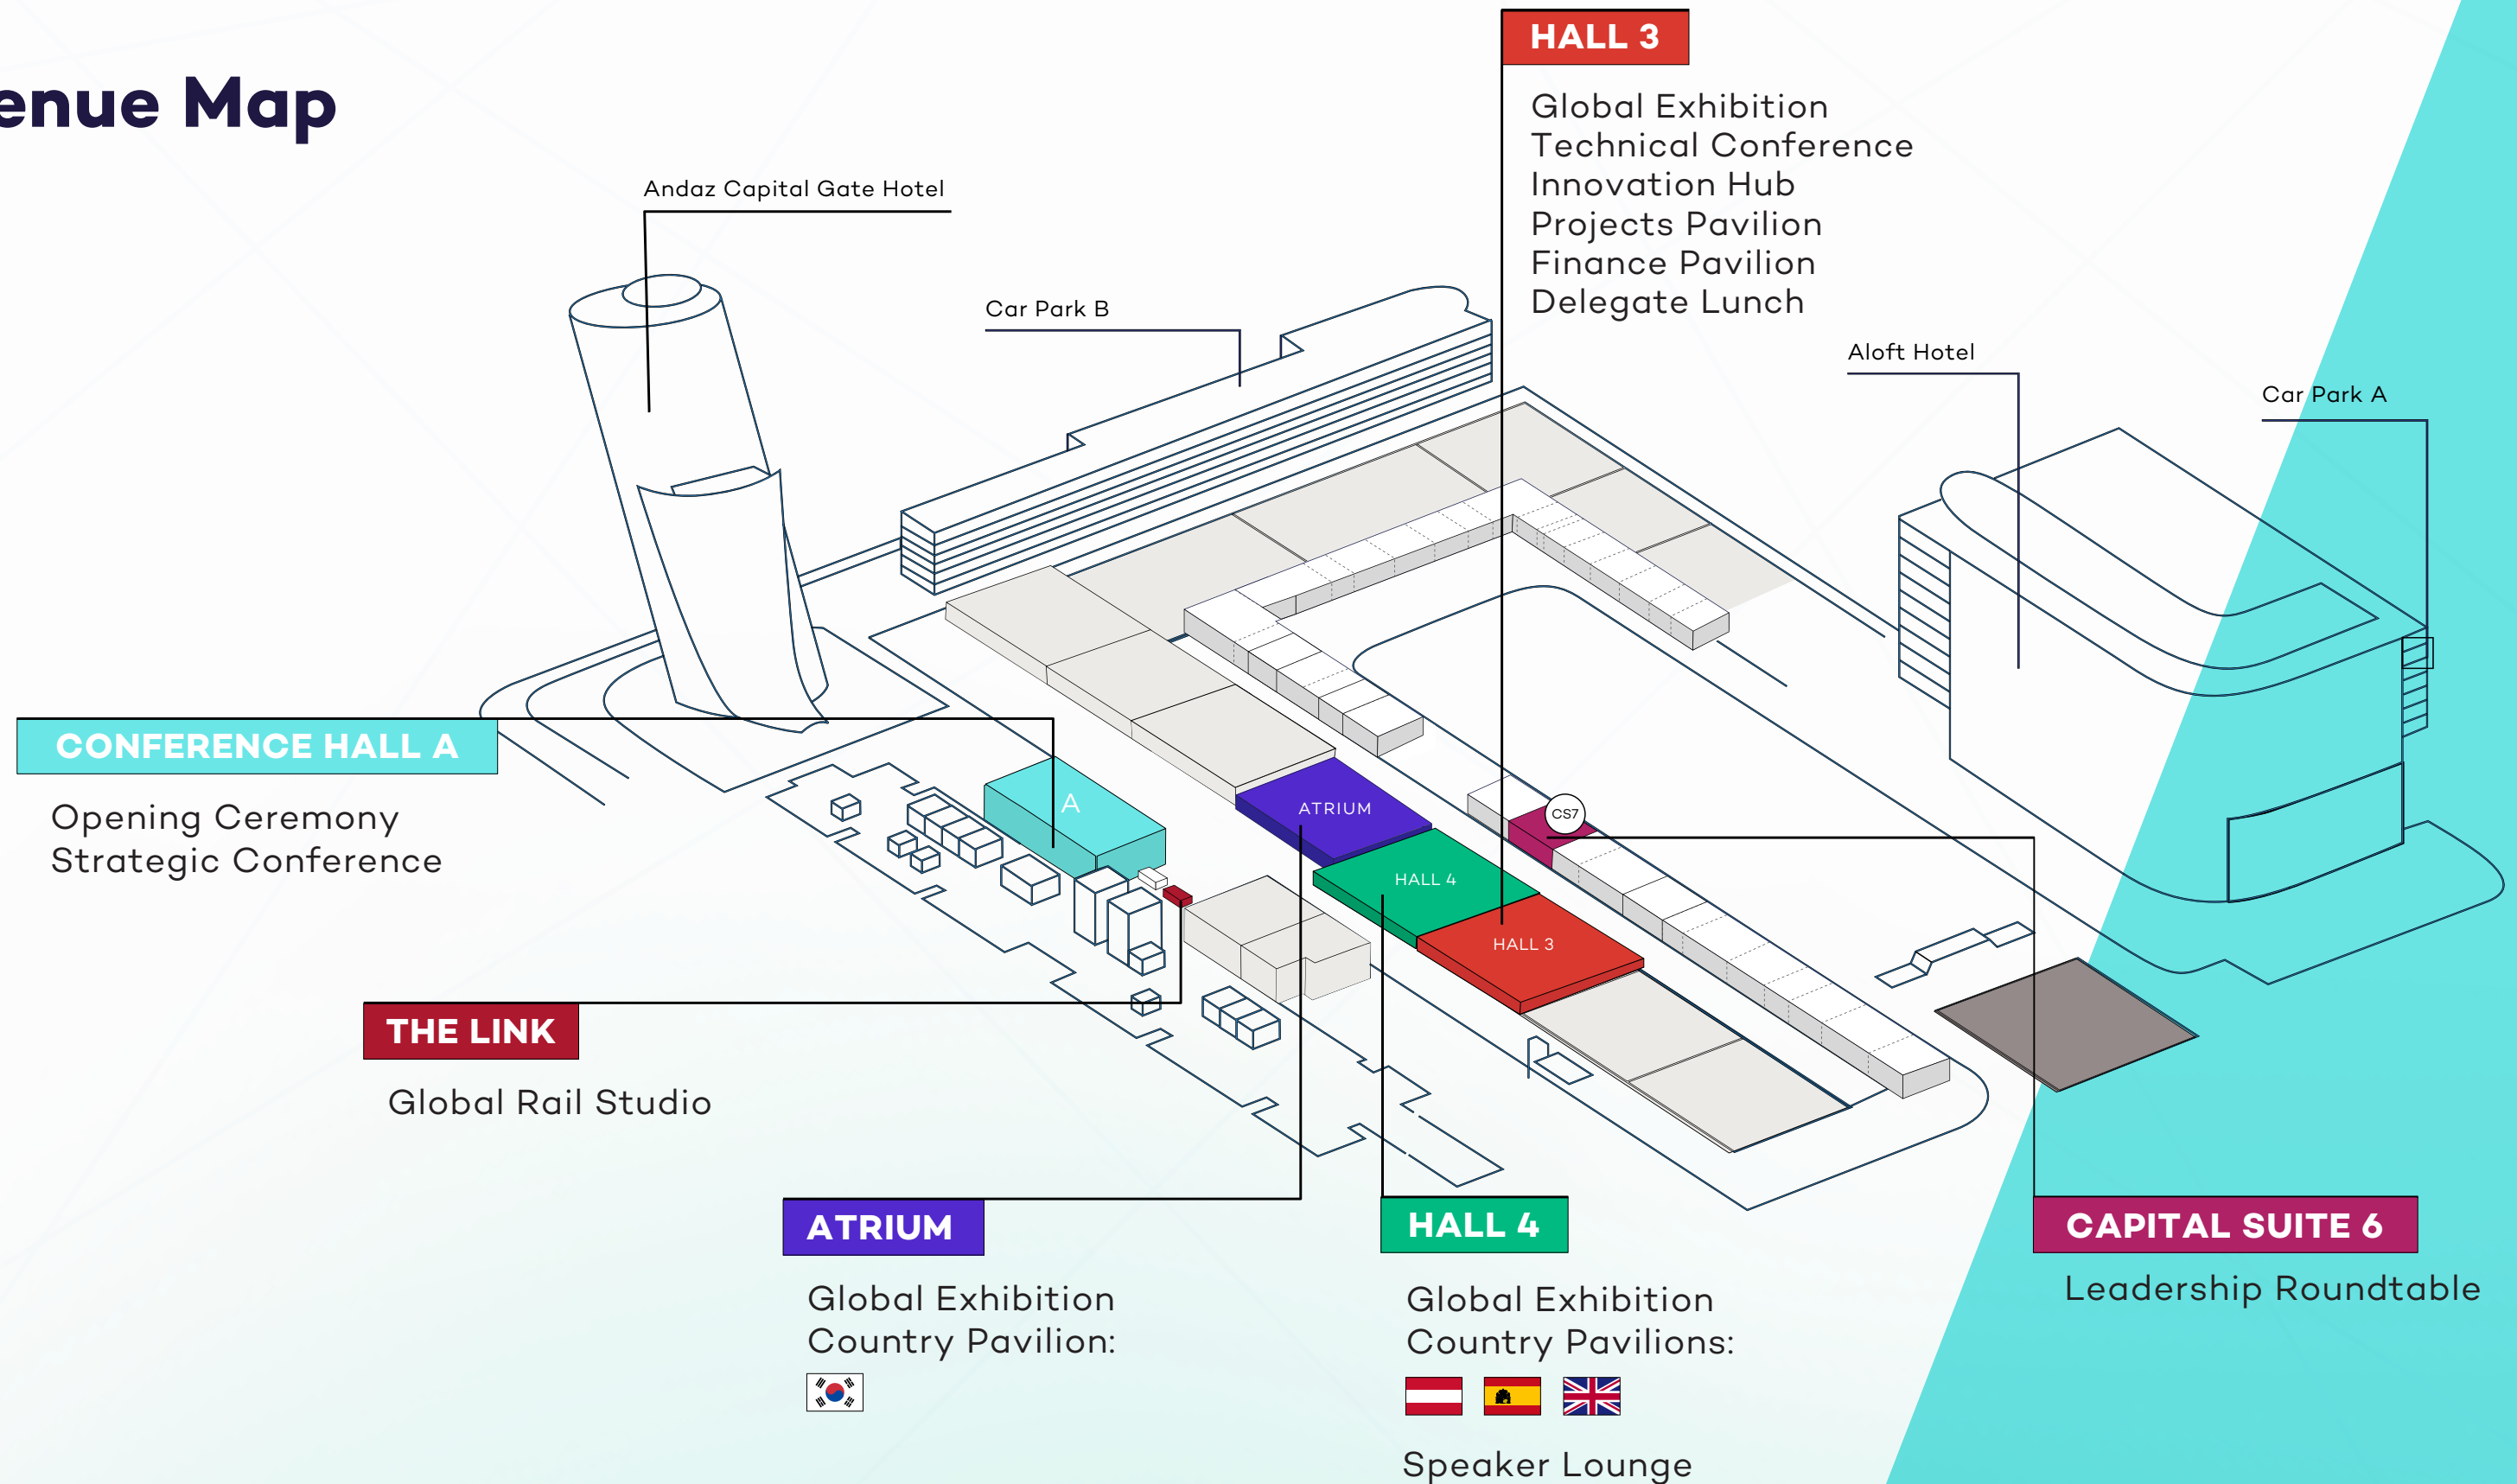 enue Map
HALL 3
Global Exhibition
Technical Conference
Innovation Hub
Projects Pavilion
Finance Pavilion
Delegate Lunch
Andaz Capital Gate Hotel
Car Park B
Aloft Hotel
Car Park A
CONFERENCE HALL A
Opening Ceremony
Strategic Conference
A
ATRIUM
CS7
HALL 4
HALL 3
THE LINK
Global Rail Studio
ATRIUM
Global Exhibition
Country Pavilion:
HALL 4
Global Exhibition
Country Pavilions:
Speaker Lounge
CAPITAL SUITE 6
Leadership Roundtable